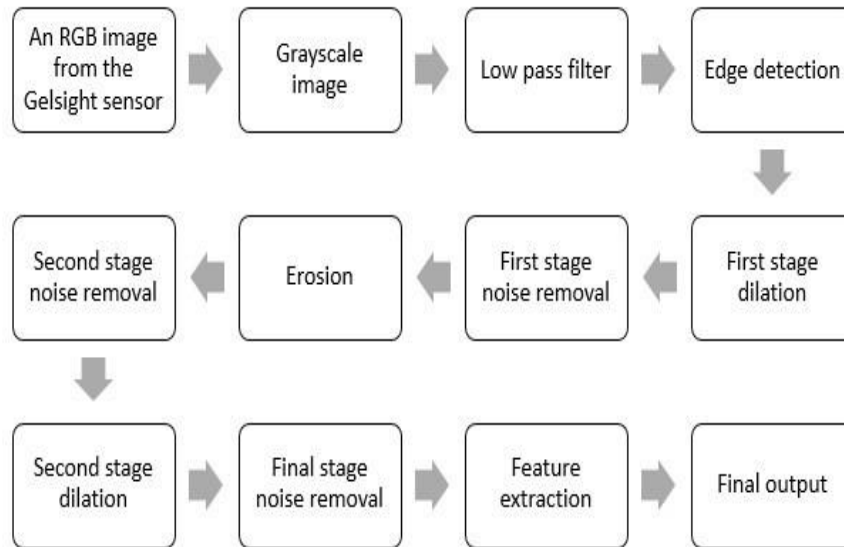 An RGB image
from the
Gelsight sensor
Grayscale
image
Low pass filter
Edge detection
First stage
dilation
First stage
noise removal
Erosion
Second stage
noise removal
Second stage
dilation
Final stage
noise removal
Feature
extraction
Final output